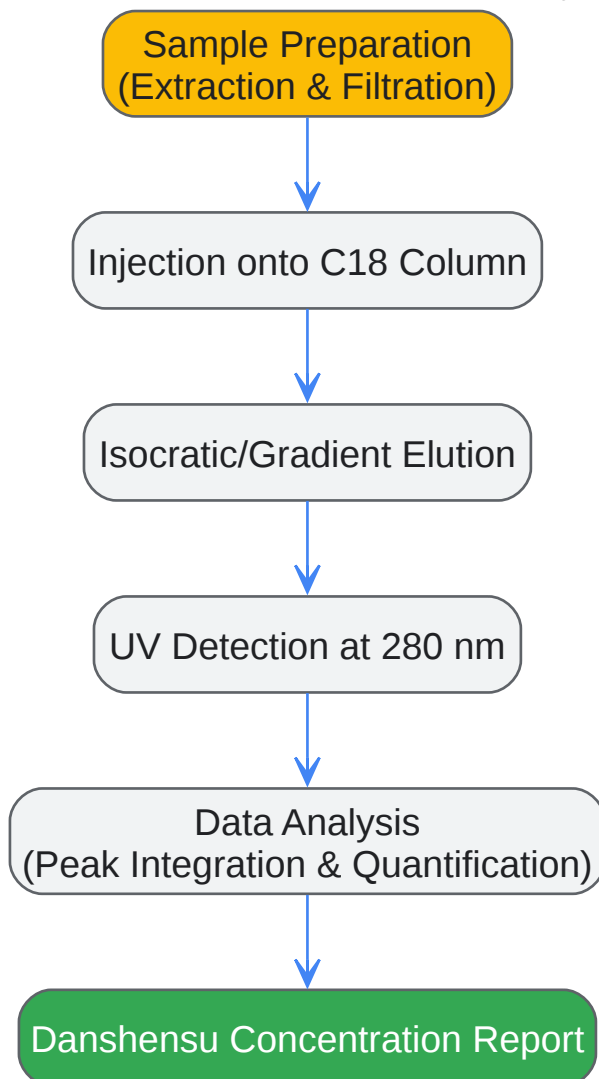 Sample Preparation
(Extraction & Filtration)
Injection onto C18 Column
Isocratic/Gradient Elution
UV Detection at 280 nm
Data Analysis
(Peak Integration & Quantification)
Danshensu Concentration Report